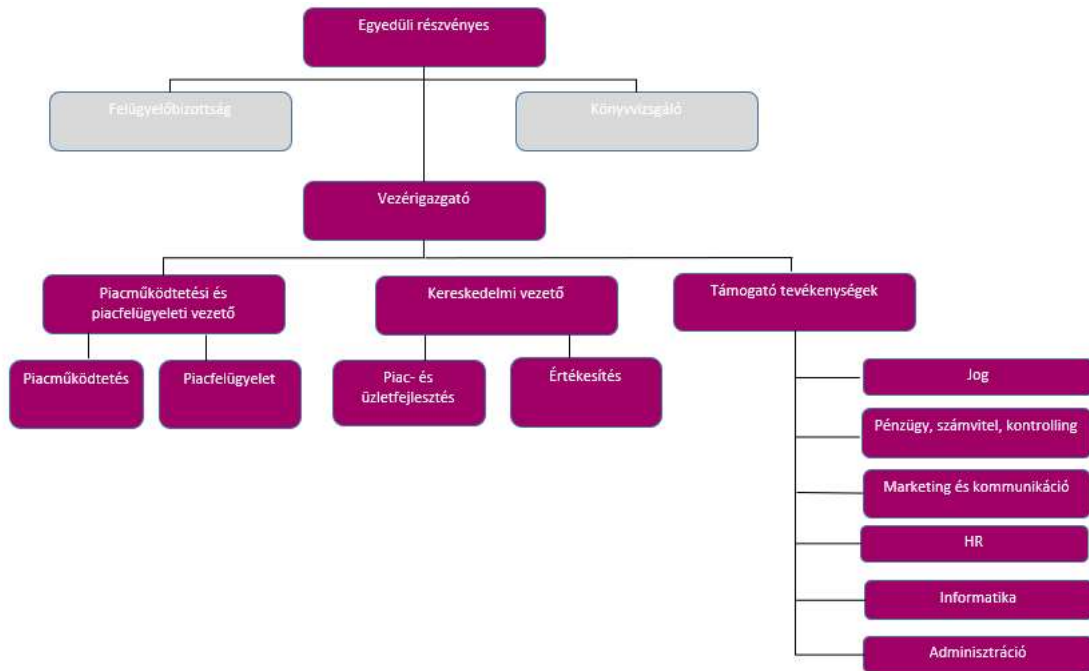 Egyedüli részvényes
Felügyelőbizottság
Könyvvizsgáló
Vezérigazgató
Piacműködtetési és
piacfelügyeleti vezető
Kereskedelmi vezető
Támogató tevékenységek
Piacműködtetés
Piacfelügyelet
Piac- és
üzletfejlesztés
Értékesítés
Jog
Pénzügy, számvitel, kontrolling
Marketing és kommunikáció
HR
Informatika
Adminisztráció